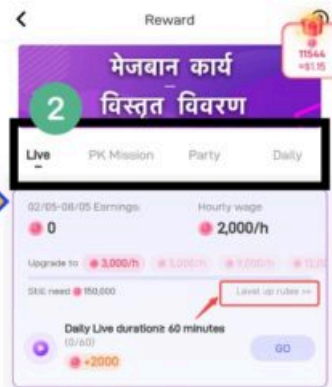 Reward
11544
≈$1.15
मेजबान कार्य
विस्तृत विवरण
2
Live PK Mission Party Daily
02/05-08/05 Earnings: Hourly wage
0 2,000/h
Upgrade to 3,000/h
Still need 150,000 Level up rules >>
Daily Live duration≥ 60 minutes
(0/60)
+2000
GO